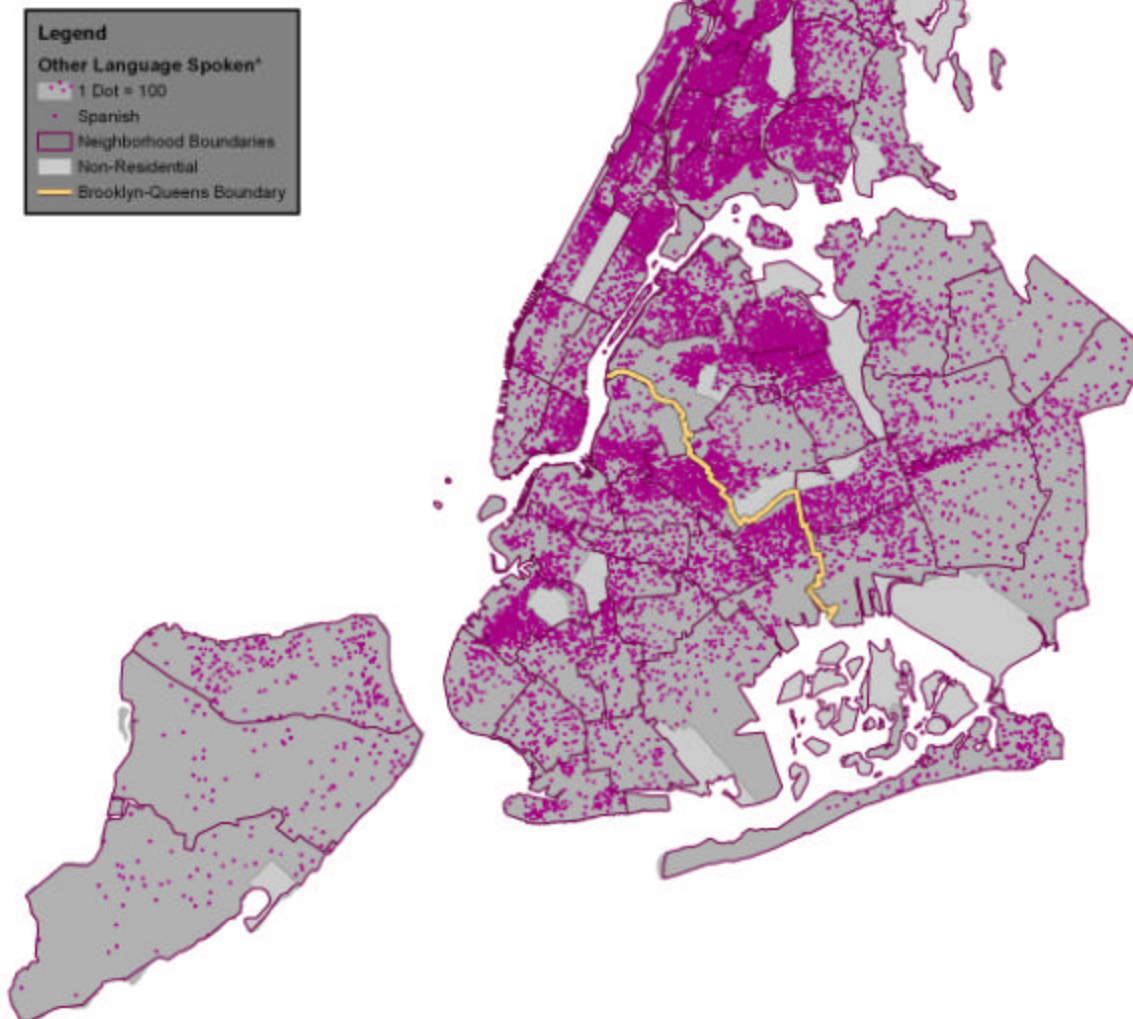 Legend
Other Language Spoken^
1 Dot = 100
Spanish
Neighborhood Boundaries
Non-Residential
Brooklyn-Queens Boundary